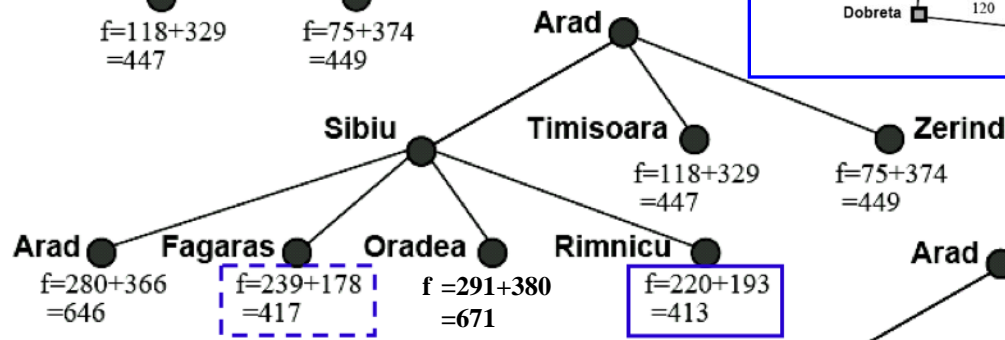 f=118+329
=447
f=75+374
=449
Arad
Dobreta
120
Sibiu
Timisoara
Zerind
f=118+329
=447
f=75+374
=449
Arad
Fagaras
Oradea
Rimnicu
Arad
f=280+366
=646
f=239+178
=417
f =291+380
=671
f=220+193
=413